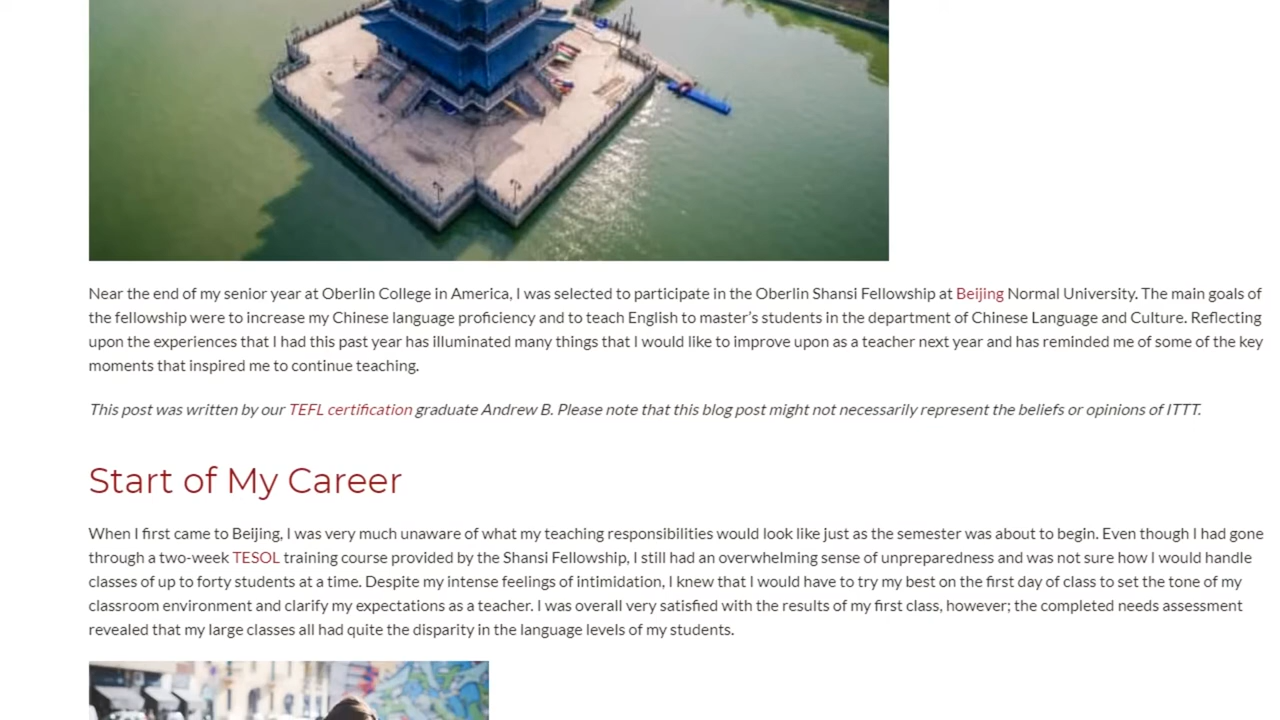 Near the end of my senior year at Oberlin College in America, I was selected to participate in the Oberlin Shansi Fellowship at Beijing Normal University. The main goals of
the fellowship were to increase my Chinese language proficiency and to teach English to master's students in the department of Chinese Language and Culture. Reflecting
upon the experiences that I had this past year has illuminated many things that I would like to improve upon as a teacher next year and has reminded me of some of the key
moments that inspired me to continue teaching.
This post was written by our TEFL certification graduate Andrew B. Please note that this blog post might not necessarily represent the beliefs or opinions of ITTT.
Start of My Career
When I first came to Beijing, I was very much unaware of what my teaching responsibilities would look like just as the semester was about to begin. Even though I had gone
through a two-week TESOL training course provided by the Shansi Fellowship, I still had an overwhelming sense of unpreparedness and was not sure how I would handle
classes of up to forty students at a time. Despite my intense feelings of intimidation, I knew that I would have to try my best on the first day of class to set the tone of my
classroom environment and clarify my expectations as a teacher. I was overall very satisfied with the results of my first class, however; the completed needs assessment
revealed that my large classes all had quite the disparity in the language levels of my students.